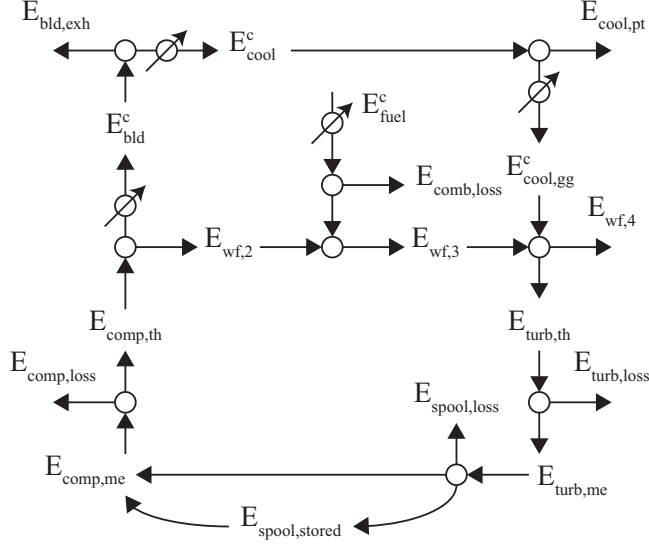 E_bld,exh
E^c_cool
E_cool,pt
E^c_fuel
E^c_bld
E_comb,loss
E^c_cool,gg
E_wf,4
E_wf,2
E_wf,3
E_comp,th
E_turb,th
E_comp,loss
E_turb,loss
E_spool,loss
E_comp,me
E_turb,me
E_spool,stored